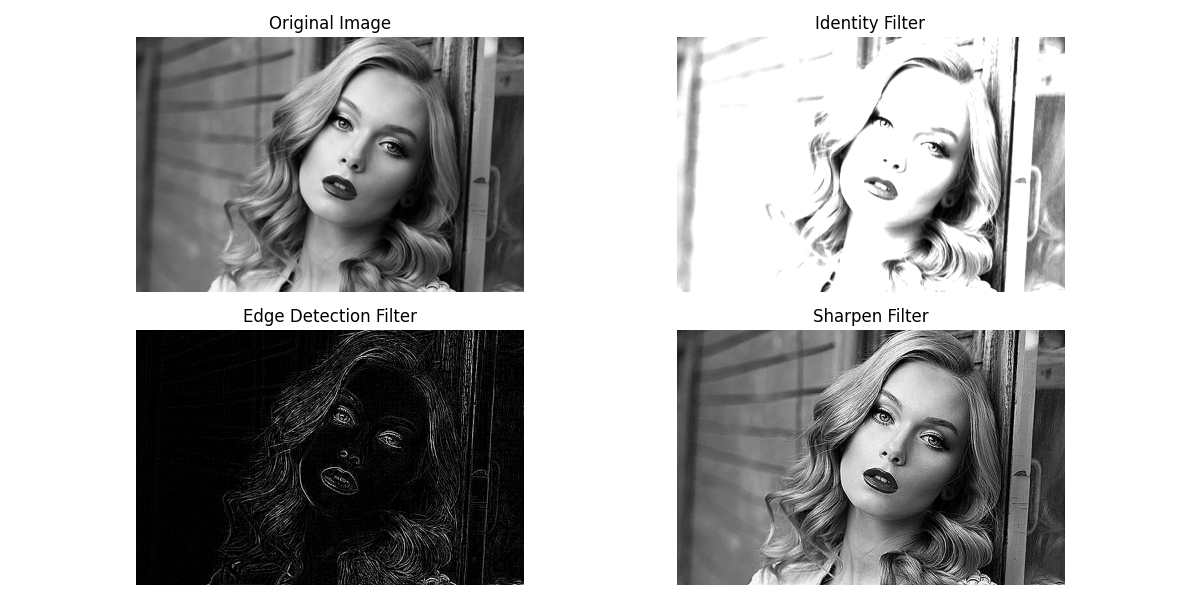 Original Image
Identity Filter
Edge Detection Filter
Sharpen Filter